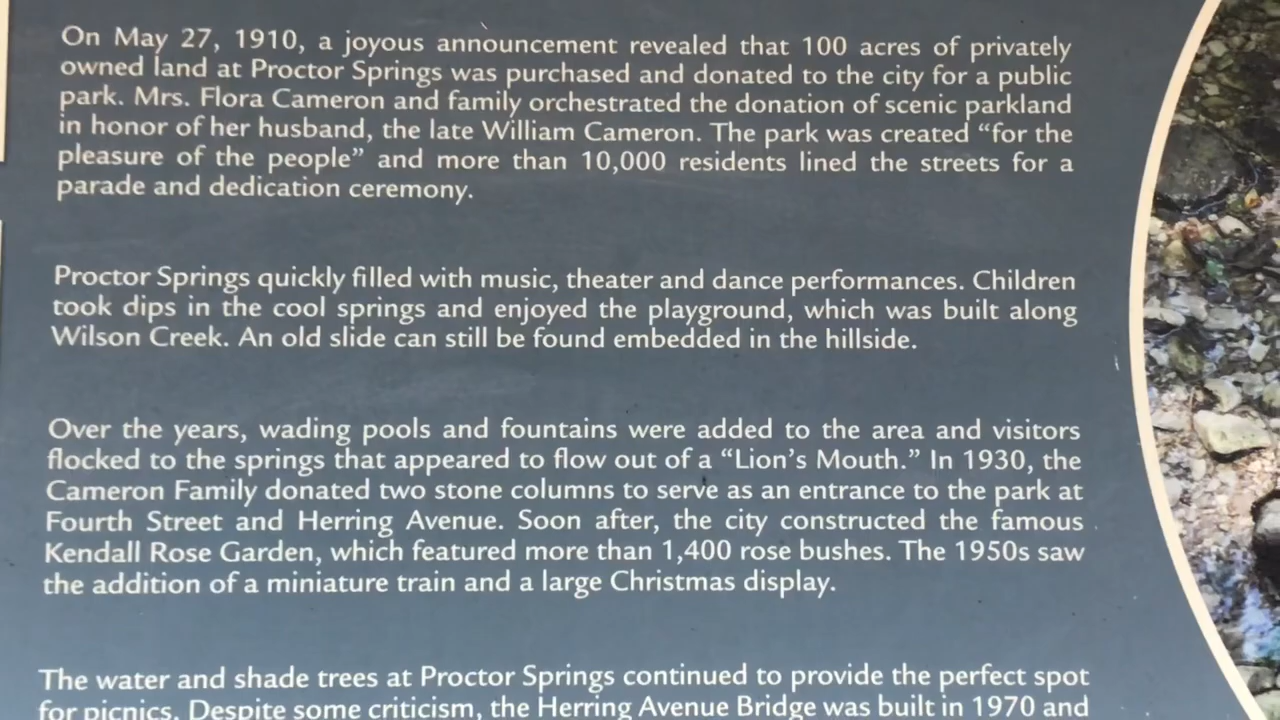 On May 27, 1910, a joyous announcement revealed that 100 acres of privately
owned land at Proctor Springs was purchased and donated to the city for a public
park. Mrs. Flora Cameron and family orchestrated the donation of scenic parkland
in honor of her husband, the late William Cameron. The park was created “for the
pleasure of the people” and more than 10,000 residents lined the streets for a
parade and dedication ceremony.
Proctor Springs quickly filled with music, theater and dance performances. Children
took dips in the cool springs and enjoyed the playground, which was built along
Wilson Creek. An old slide can still be found embedded in the hillside.
Over the years, wading pools and fountains were added to the area and visitors
flocked to the springs that appeared to flow out of a “Lion’s Mouth.” In 1930, the
Cameron Family donated two stone columns to serve as an entrance to the park at
Fourth Street and Herring Avenue. Soon after, the city constructed the famous
Kendall Rose Garden, which featured more than 1,400 rose bushes. The 1950s saw
the addition of a miniature train and a large Christmas display.
The water and shade trees at Proctor Springs continued to provide the perfect spot
for picnics. Despite some criticism, the Herring Avenue Bridge was built in 1970 and